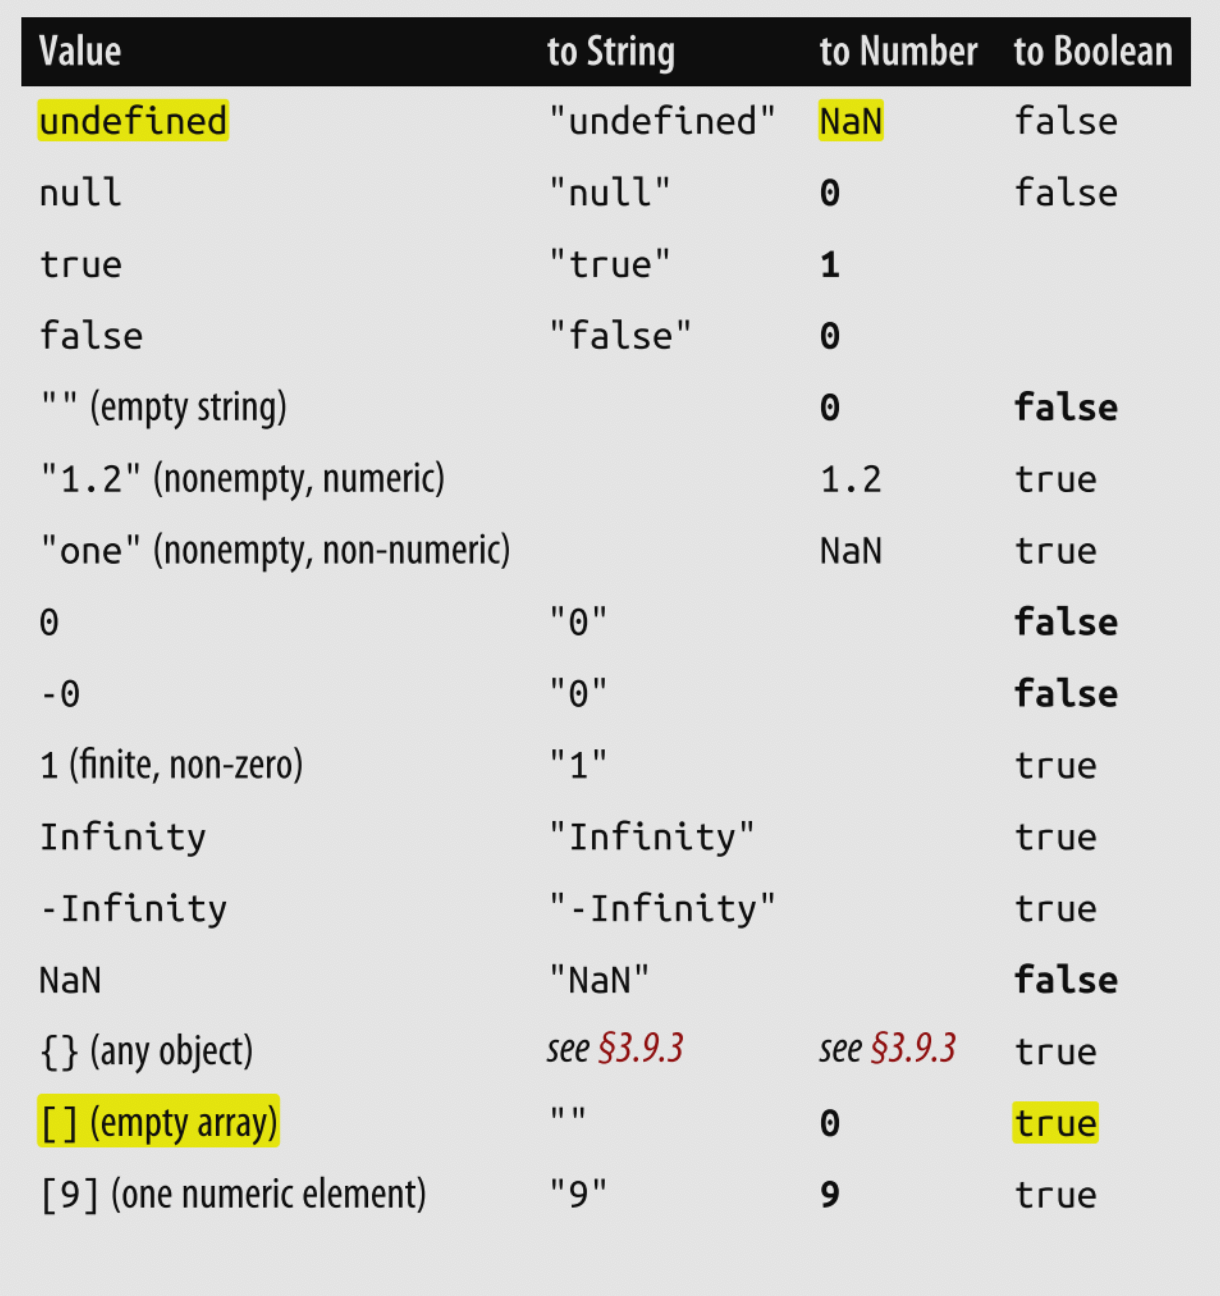 Value to String to Number to Boolean
undefined "undefined" NaN false
null "null" 0 false
true "true" 1
false "false" 0
"" (empty string) 0 false
"1.2" (nonempty, numeric) 1.2 true
"one" (nonempty, non-numeric) NaN true
0 "0" false
-0 "0" false
1 (finite, non-zero) "1" true
Infinity "Infinity" true
-Infinity "-Infinity" true
NaN "NaN" false
{} (any object) see §3.9.3 see §3.9.3 true
[] (empty array) "" 0 true
[9] (one numeric element) "9" 9 true